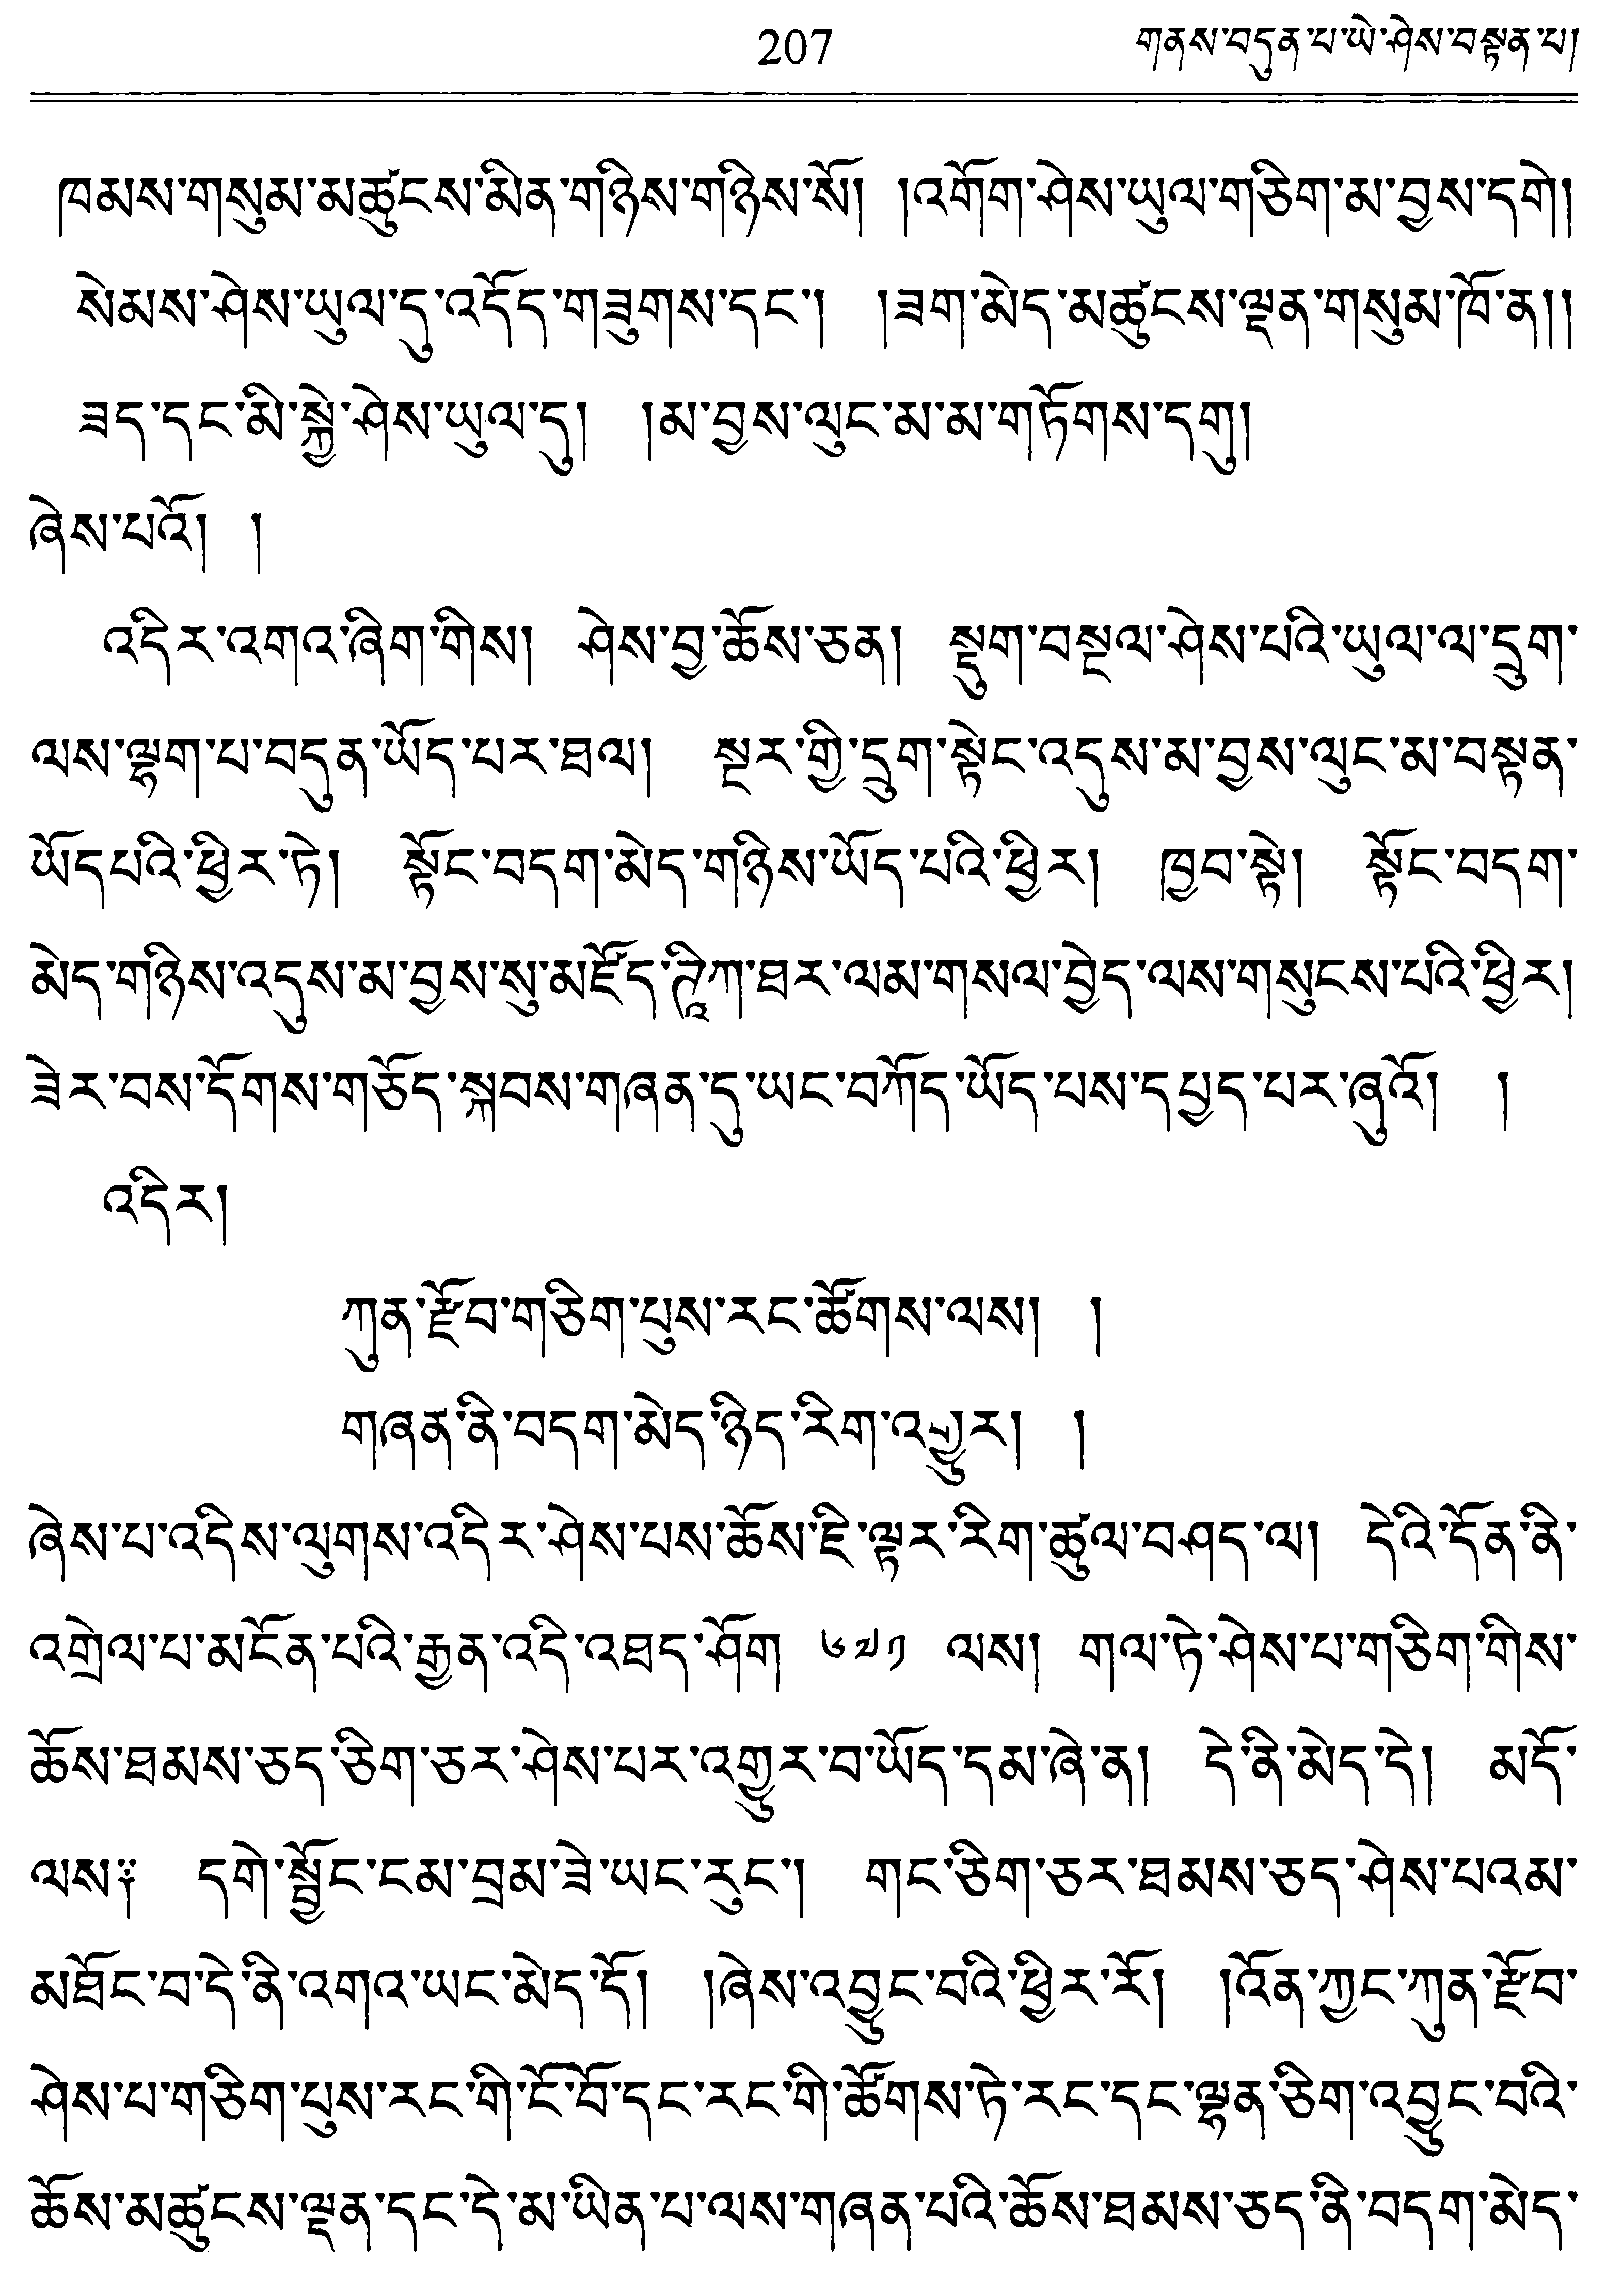 207 གནས་བདུན་པ་ཡེ་ཤེས་བསྟན་པ།
ཁམས་གསུམ་མཚུངས་མིན་གཉིས་གཉིས་སོ། །འགོག་ཤེས་ཡུལ་གཅིག་མ་བྱས་དགེ།
སེམས་ཤེས་ཡུལ་དུ་འདོད་གཟུགས་དང་། །ཟག་མེད་མཚུངས་ལྡན་གསུམ་ཁོ་ན།།
ཟད་དང་མི་སྐྱེ་ཤེས་ཡུལ་དུ། །མ་བྱས་ལུང་མ་མ་གཏོགས་དགུ།
ཞེས་པའོ། །
འདིར་འགའ་ཞིག་གིས། ཤེས་བྱ་ཆོས་ཅན། སྡུག་བསྔལ་ཤེས་པའི་ཡུལ་ལ་དྲུག་
ལས་ལྷག་པ་བདུན་ཡོད་པར་ཐལ། སྔར་གྱི་དྲུག་སྟེང་འདུས་མ་བྱས་ལུང་མ་བསྟན་
ཡོདཔའི་ཕྱིར་ཏེ། སྟོང་བདག་མེད་གཉིས་ཡོད་པའི་ཕྱིར། ཁྱབ་སྟེ། སྟོང་བདག་
མེད་གཉིས་འདུས་མ་བྱས་སུ་མཛོད་ཊཱིཀ་ཐར་ལམ་གསལ་བྱེད་ལས་གསུངས་པའི་ཕྱིར།
ཟེར་བས་དོགས་གཅོད་སྐབས་གཞན་དུ་ཡང་བཀོད་ཡོད་པས་དཔྱད་པར་ཞུའོ། །
འདིར།
ཀུན་རྫོབ་གཅིག་པུས་རང་ཚོགས་ལས། །
གཞན་ནི་བདག་མེད་ཉིད་རིག་འགྱུར། །
ཞེས་པ་འདིས་ལུགས་འདིར་ཤེས་པས་ཆོས་ཇི་ལྟར་རིག་ཚུལ་བཤད་ལ། དེའི་དོན་ནི་
འགྲེལ་པ་མངོན་པའི་རྒྱན་འདི་འཐད་ཤོག ༦༧༡ ལས། གལ་ཏེ་ཤེས་པ་གཅིག་གིས་
ཆོས་ཐམས་ཅད་ཅིག་ཅར་ཤེས་པར་འགྱུར་བ་ཡོད་དམ་ཞེ་ན། དེ་ནི་མེད་དེ། མདོ་
ལས༔ དགེ་སྦྱོང་ངམ་བྲམ་ཟེ་ཡང་རུང་། གང་ཅིག་ཅར་ཐམས་ཅད་ཤེས་པའམ་
མཐོང་བ་དེ་ནི་འགའ་ཡང་མེད་དོ། །ཞེས་འབྱུང་བའི་ཕྱིར་རོ། །འོན་ཀྱང་ཀུན་རྫོབ་
ཤེས་པ་གཅིག་པུས་རང་གི་ངོ་བོ་དང་རང་གི་ཚོགས་ཏེ་རང་དང་ལྷན་ཅིག་འབྱུང་བའི་
ཆོས་མཚུངས་ལྡན་དང་དེ་མ་ཡིན་པ་ལས་གཞན་པའི་ཆོས་ཐམས་ཅད་ནི་བདག་མེད་